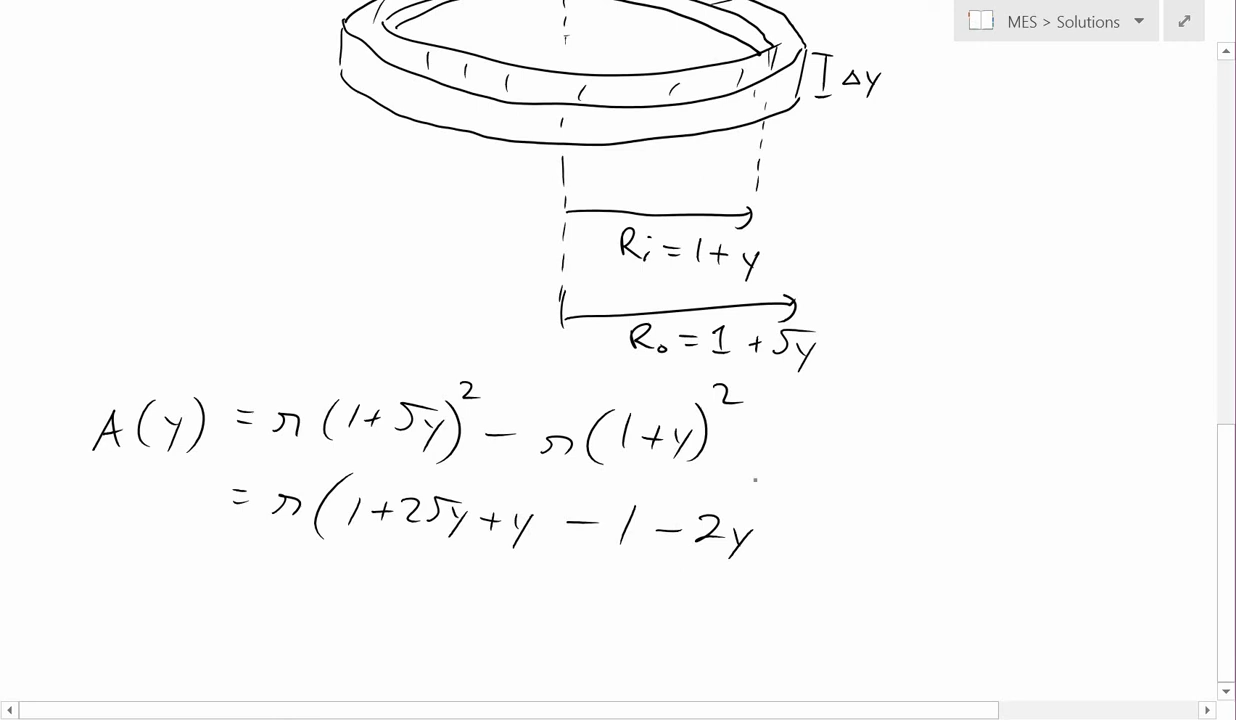 MES > Solutions
Δy
Ri = 1 + y
Ro = 1 + √y
A(y) = π(1+√y)² − π(1+y)²
= π(1+2√y+y − 1 − 2y